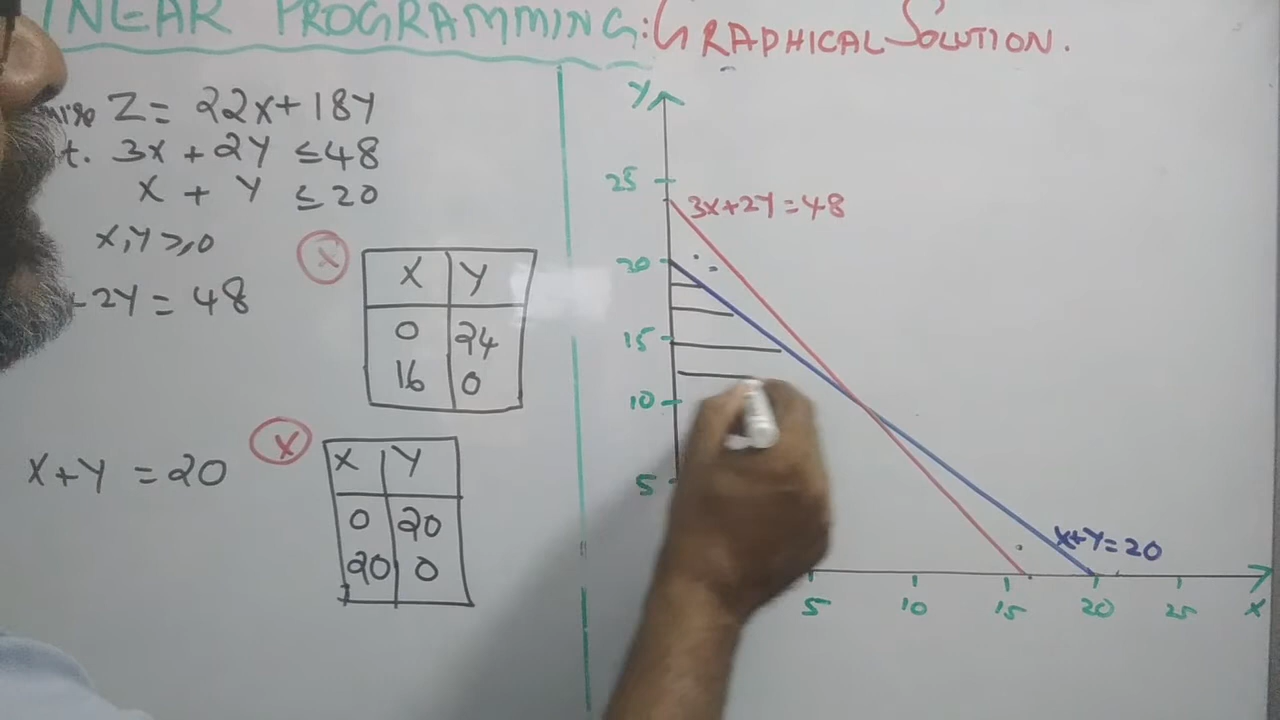 PROGRAMMING: GRAPHICAL SOLUTION.
Z = 22X + 18Y
t. 3X + 2Y ≤ 48
X + Y ≤ 20
X, Y ≥ 0
+ 2Y = 48
X
X Y
0 24
16 0
X + Y = 20
X
X Y
0 20
20 0
Y
25
3X + 2Y = 48
20
15
10
5
X + Y = 20
5 10 15 20 25
X